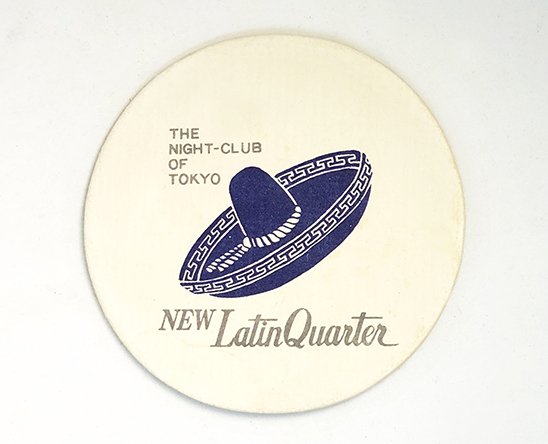 THE
NIGHT-CLUB
OF
TOKYO
NEW Latin Quarter